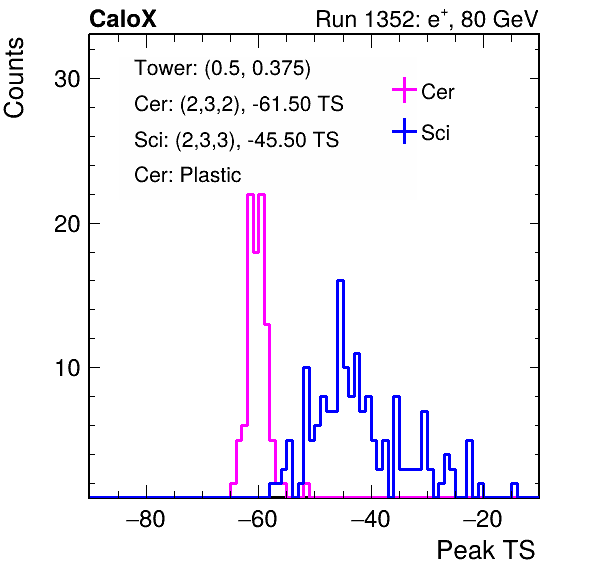 CaloX Run 1352: e⁺, 80 GeV
Counts
Tower: (0.5, 0.375)
Cer: (2,3,2), -61.50 TS
Sci: (2,3,3), -45.50 TS
Cer: Plastic
Cer
Sci
30
20
10
−80 −60 −40 −20
Peak TS